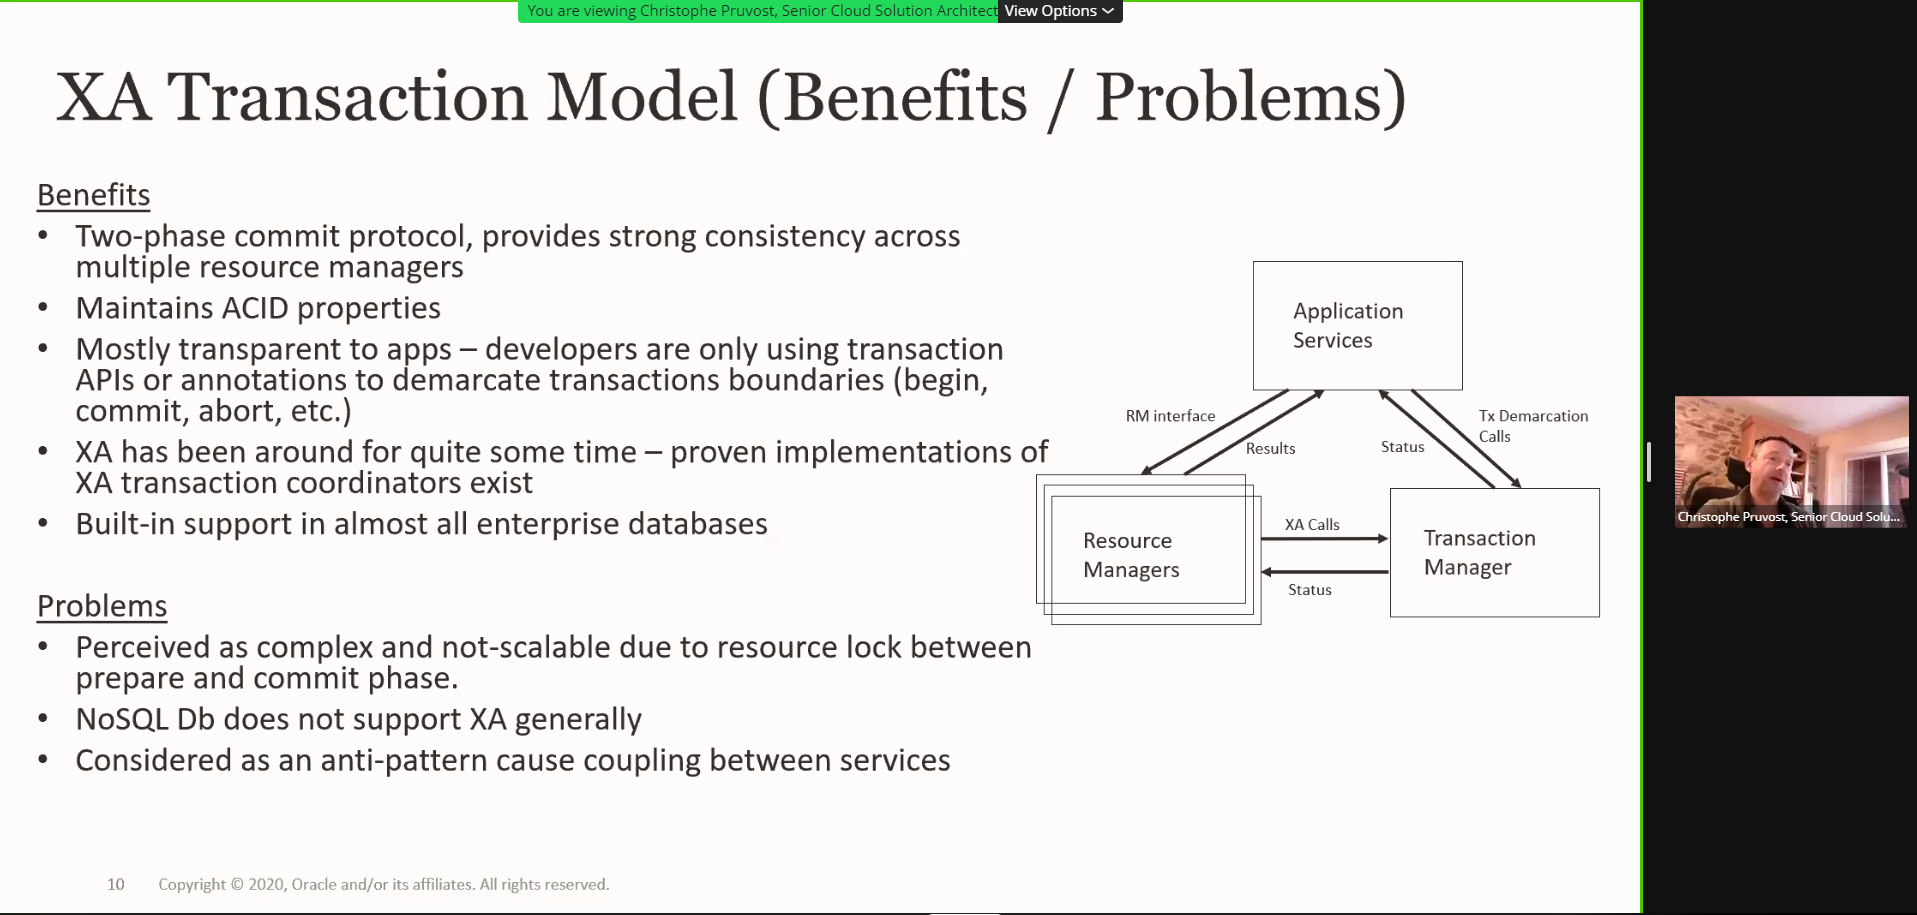 You are viewing Christophe Pruvost, Senior Cloud Solution Architect
View Options
XA Transaction Model (Benefits / Problems)
Benefits
• Two-phase commit protocol, provides strong consistency across
multiple resource managers
• Maintains ACID properties
• Mostly transparent to apps – developers are only using transaction
APIs or annotations to demarcate transactions boundaries (begin,
commit, abort, etc.)
• XA has been around for quite some time – proven implementations of
XA transaction coordinators exist
• Built-in support in almost all enterprise databases
Problems
• Perceived as complex and not-scalable due to resource lock between
prepare and commit phase.
• NoSQL Db does not support XA generally
• Considered as an anti-pattern cause coupling between services
Application
Services
RM interface
Results
Status
Tx Demarcation
Calls
Resource
Managers
XA Calls
Status
Transaction
Manager
Christophe Pruvost, Senior Cloud Solu...
10 Copyright © 2020, Oracle and/or its affiliates. All rights reserved.